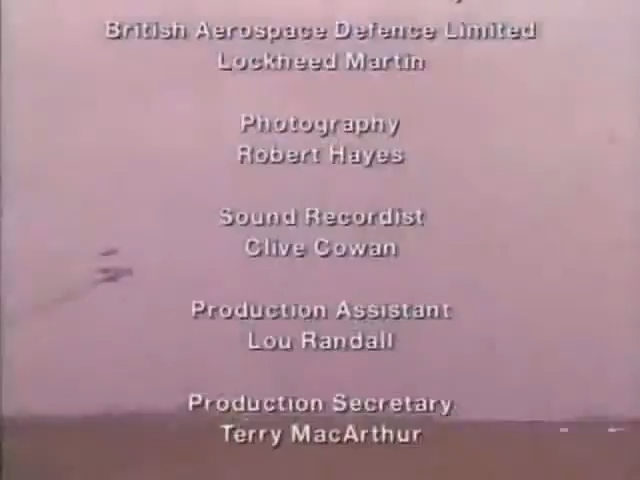 British Aerospace Defence Limited
Lockheed Martin
Photography
Robert Hayes
Sound Recordist
Clive Cowan
Production Assistant
Lou Randall
Production Secretary
Terry MacArthur